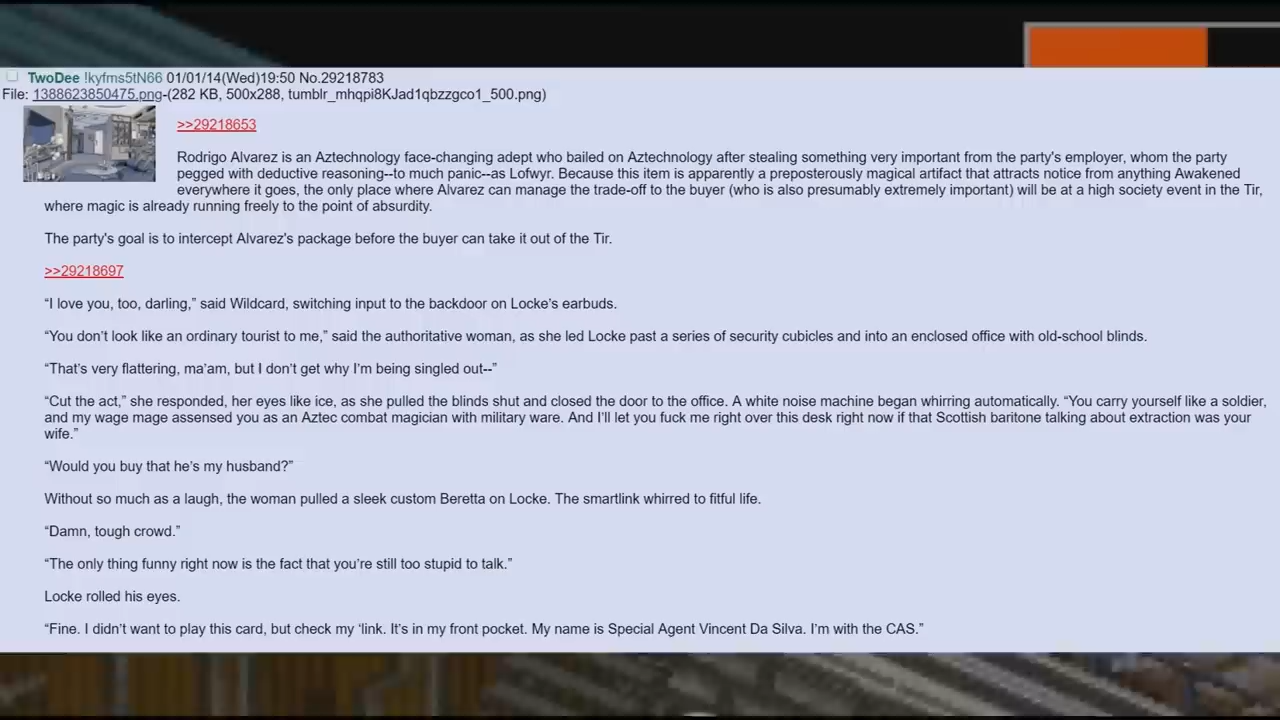 TwoDee !kyfms5tN66 01/01/14(Wed)19:50 No.29218783
File: 1388623850475.png-(282 KB, 500x288, tumblr_mhqpi8KJad1qbzzgco1_500.png)
>>29218653
Rodrigo Alvarez is an Aztechnology face-changing adept who bailed on Aztechnology after stealing something very important from the party's employer, whom the party
pegged with deductive reasoning--to much panic--as Lofwyr. Because this item is apparently a preposterously magical artifact that attracts notice from anything Awakened
everywhere it goes, the only place where Alvarez can manage the trade-off to the buyer (who is also presumably extremely important) will be at a high society event in the Tir,
where magic is already running freely to the point of absurdity.
The party's goal is to intercept Alvarez's package before the buyer can take it out of the Tir.
>>29218697
“I love you, too, darling,” said Wildcard, switching input to the backdoor on Locke’s earbuds.
“You don’t look like an ordinary tourist to me,” said the authoritative woman, as she led Locke past a series of security cubicles and into an enclosed office with old-school blinds.
“That’s very flattering, ma’am, but I don’t get why I’m being singled out--”
“Cut the act,” she responded, her eyes like ice, as she pulled the blinds shut and closed the door to the office. A white noise machine began whirring automatically. “You carry yourself like a soldier,
and my wage mage assensed you as an Aztec combat magician with military ware. And I’ll let you fuck me right over this desk right now if that Scottish baritone talking about extraction was your
wife.”
“Would you buy that he’s my husband?”
Without so much as a laugh, the woman pulled a sleek custom Beretta on Locke. The smartlink whirred to fitful life.
“Damn, tough crowd.”
“The only thing funny right now is the fact that you’re still too stupid to talk.”
Locke rolled his eyes.
“Fine. I didn’t want to play this card, but check my ‘link. It’s in my front pocket. My name is Special Agent Vincent Da Silva. I’m with the CAS.”